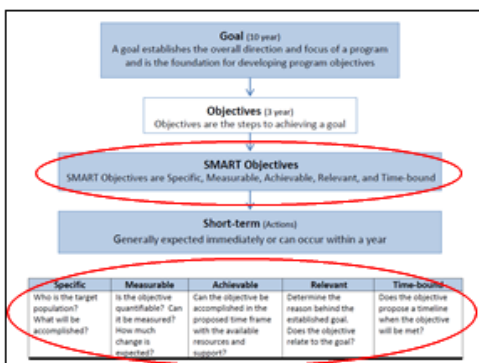 Goal (10 year)
A goal establishes the overall direction and focus of a program
and is the foundation for developing program objectives
Objectives (3 year)
Objectives are the steps to achieving a goal
SMART Objectives
SMART Objectives are Specific, Measurable, Achievable, Relevant, and Time-bound
Short-term (Actions)
Generally expected immediately or can occur within a year
Specific
Who is the target
population?
What will be
accomplished?
Measurable
Is the objective
quantifiable? Can
it be measured?
How much
change is
expected?
Achievable
Can the objective be
accomplished in the
proposed time frame
with the available
resources and
support?
Relevant
Determine the
reason behind the
established goal.
Does the objective
relate to the goal?
Time-bound
Does the objective
propose a timeline
when the objective
will be met?